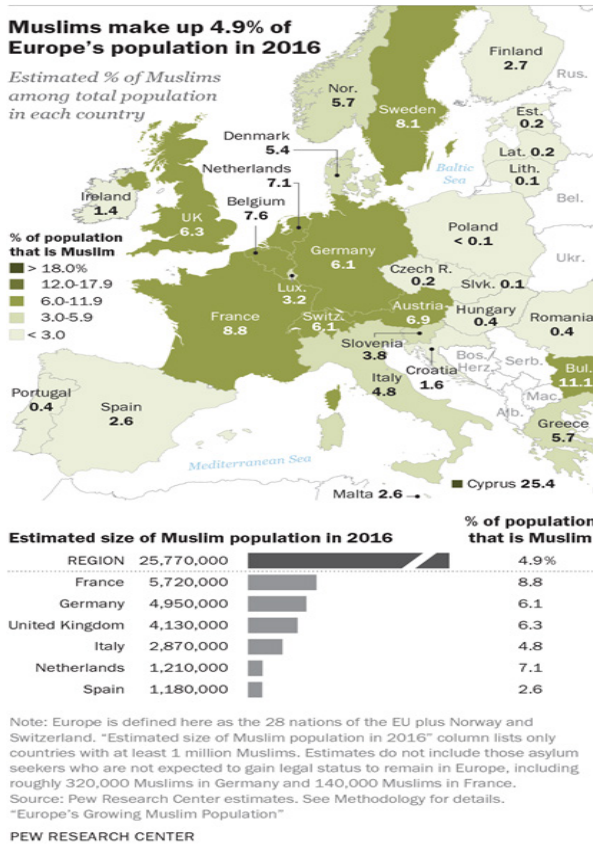 Muslims make up 4.9% of
Europe's population in 2016
Estimated % of Muslims
among total population
in each country
Finland
2.7
Rus.
Nor.
5.7
Sweden
8.1
Est.
0.2
Denmark
5.4
Lat. 0.2
Baltic
Sea
Lith.
0.1
Netherlands
7.1
Ireland
1.4
Belgium
7.6
Bel.
UK
6.3
Poland
< 0.1
% of population
that is Muslim
> 18.0%
12.0-17.9
6.0-11.9
3.0-5.9
< 3.0
Germany
6.1
Ukr.
Czech R.
0.2
Lux.
3.2
Slvk. 0.1
France
8.8
Switz.
6.1
Austria
6.9
Hungary
0.4
Romania
0.4
Slovenia
3.8
Croatia
1.6
Bos.
Herz.
Serb.
Bul.
11.1
Italy
4.8
Portugal
0.4
Spain
2.6
Mac.
Alb.
Greece
5.7
Mediterranean Sea
Malta 2.6
Cyprus 25.4
Estimated size of Muslim population in 2016
% of population
that is Muslim
REGION 25,770,000 4.9%
France 5,720,000 8.8
Germany 4,950,000 6.1
United Kingdom 4,130,000 6.3
Italy 2,870,000 4.8
Netherlands 1,210,000 7.1
Spain 1,180,000 2.6
Note: Europe is defined here as the 28 nations of the EU plus Norway and
Switzerland. "Estimated size of Muslim population in 2016" column lists only
countries with at least 1 million Muslims. Estimates do not include those asylum
seekers who are not expected to gain legal status to remain in Europe, including
roughly 320,000 Muslims in Germany and 140,000 Muslims in France.
Source: Pew Research Center estimates. See Methodology for details.
"Europe's Growing Muslim Population"
PEW RESEARCH CENTER